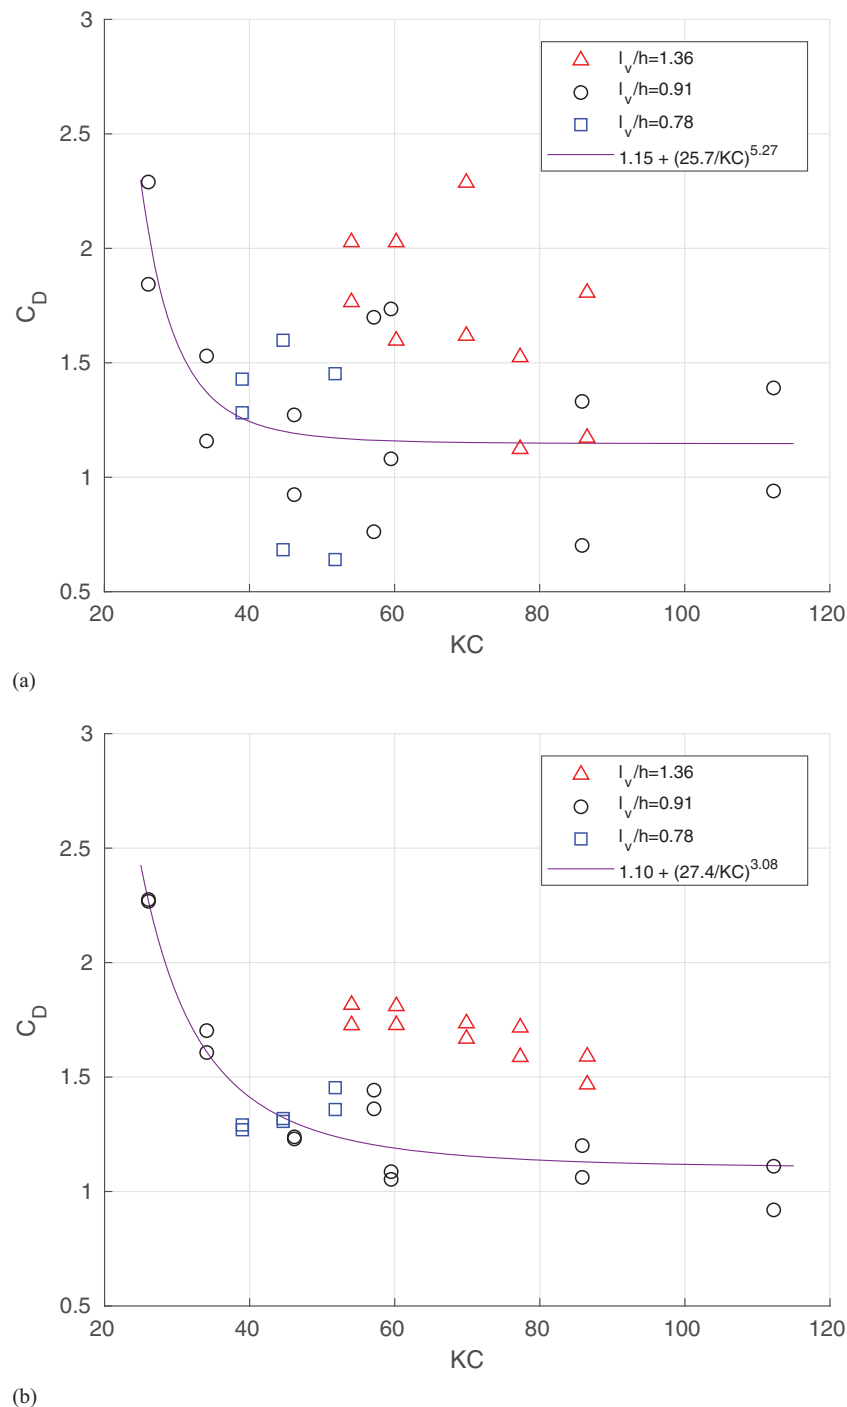 3
2.5
2
1.5
1
0.5
C_D
20
40
60
80
100
120
KC
l_v/h=1.36
l_v/h=0.91
l_v/h=0.78
1.15 + (25.7/KC)^5.27
(a)
3
2.5
2
1.5
1
0.5
C_D
20
40
60
80
100
120
KC
l_v/h=1.36
l_v/h=0.91
l_v/h=0.78
1.10 + (27.4/KC)^3.08
(b)